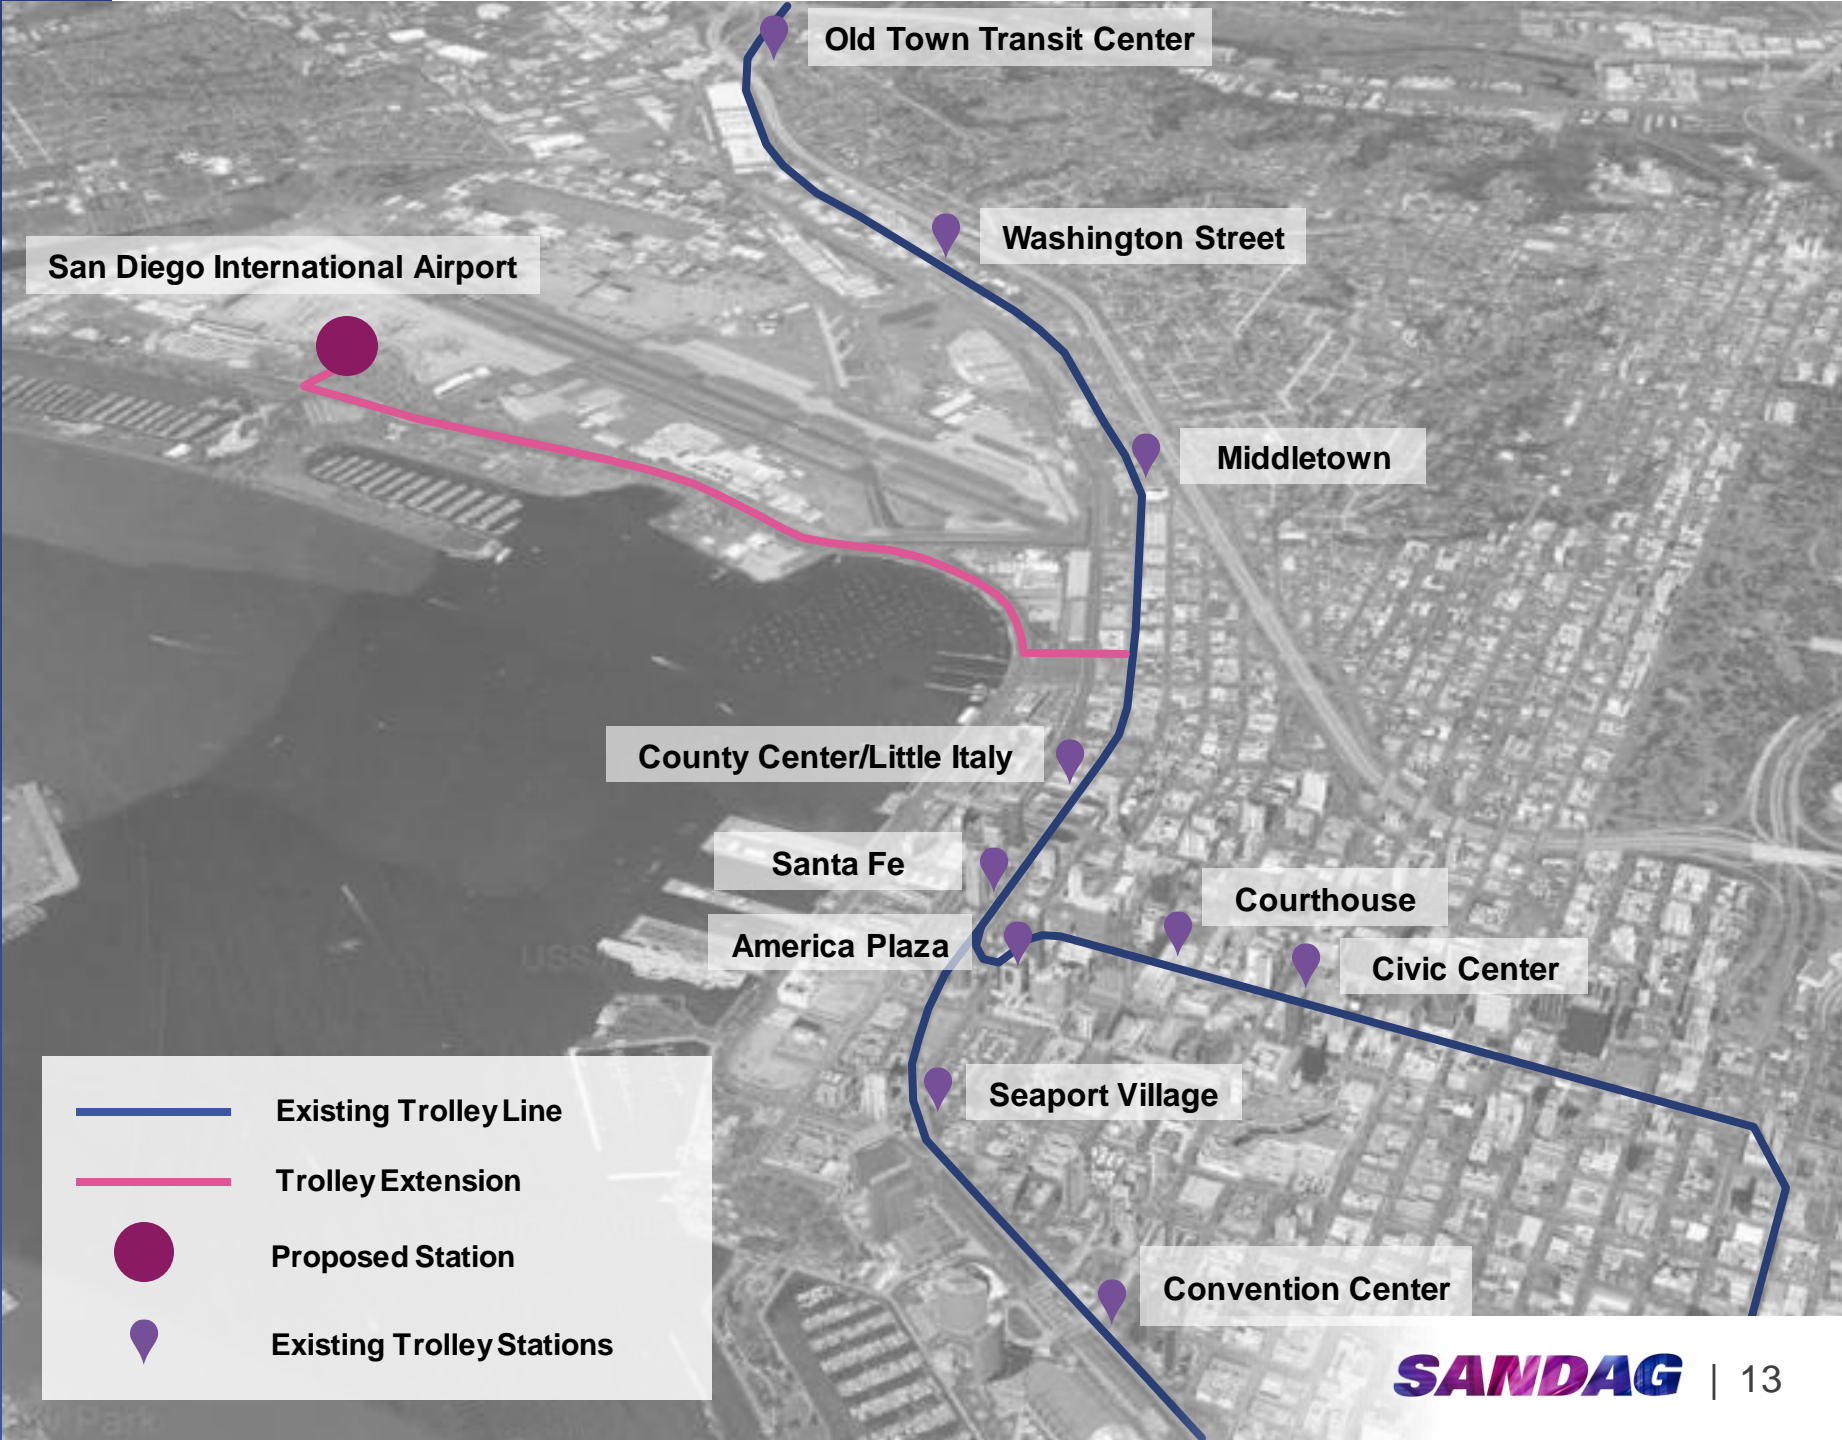 Old Town Transit Center
Washington Street
San Diego International Airport
Middletown
County Center/Little Italy
Santa Fe
Courthouse
America Plaza
Civic Center
Seaport Village
Existing Trolley Line
Trolley Extension
Proposed Station
Convention Center
Existing Trolley Stations
SANDAG | 13
USS
Park